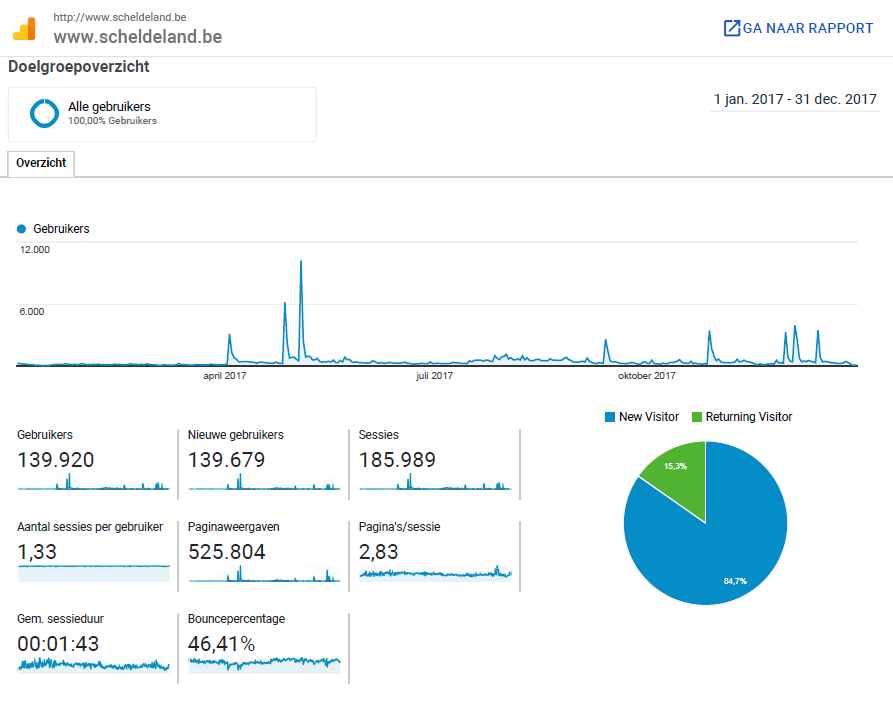 http://www.scheldeland.be
www.scheldeland.be
GA NAAR RAPPORT
Doelgroepoverzicht
Alle gebruikers
100,00% Gebruikers
1 jan. 2017 - 31 dec. 2017
Overzicht
Gebruikers
12.000
6.000
april 2017
juli 2017
oktober 2017
New Visitor
Returning Visitor
Gebruikers
139.920
Nieuwe gebruikers
139.679
Sessies
185.989
Aantal sessies per gebruiker
1,33
Paginaweergaven
525.804
Pagina's/sessie
2,83
Gem. sessieduur
00:01:43
Bouncepercentage
46,41%
15,3%
84,7%